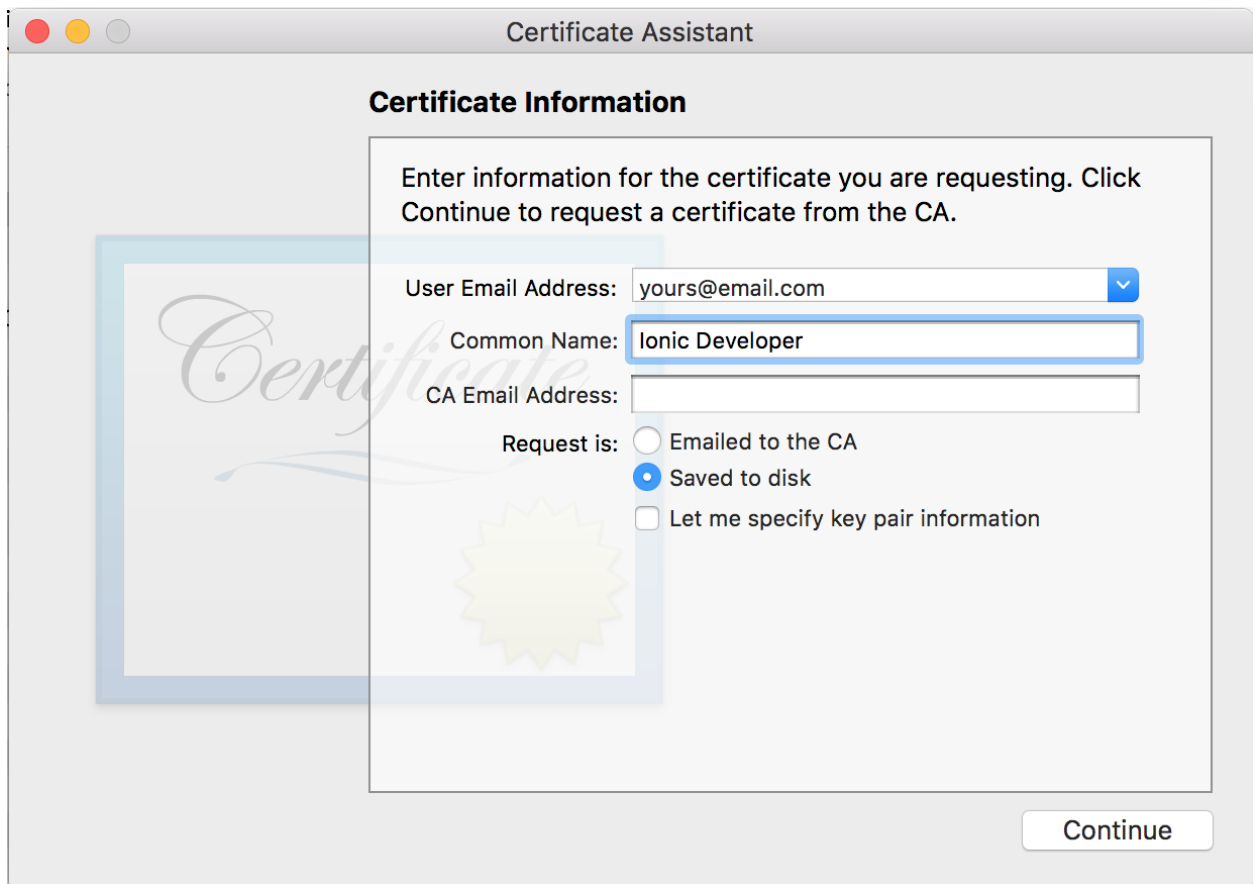 Certificate Assistant
Certificate Information
Enter information for the certificate you are requesting. Click
Continue to request a certificate from the CA.
User Email Address: yours@email.com
Common Name: Ionic Developer
CA Email Address:
Request is: Emailed to the CA
Saved to disk
Let me specify key pair information
Certificate
Continue